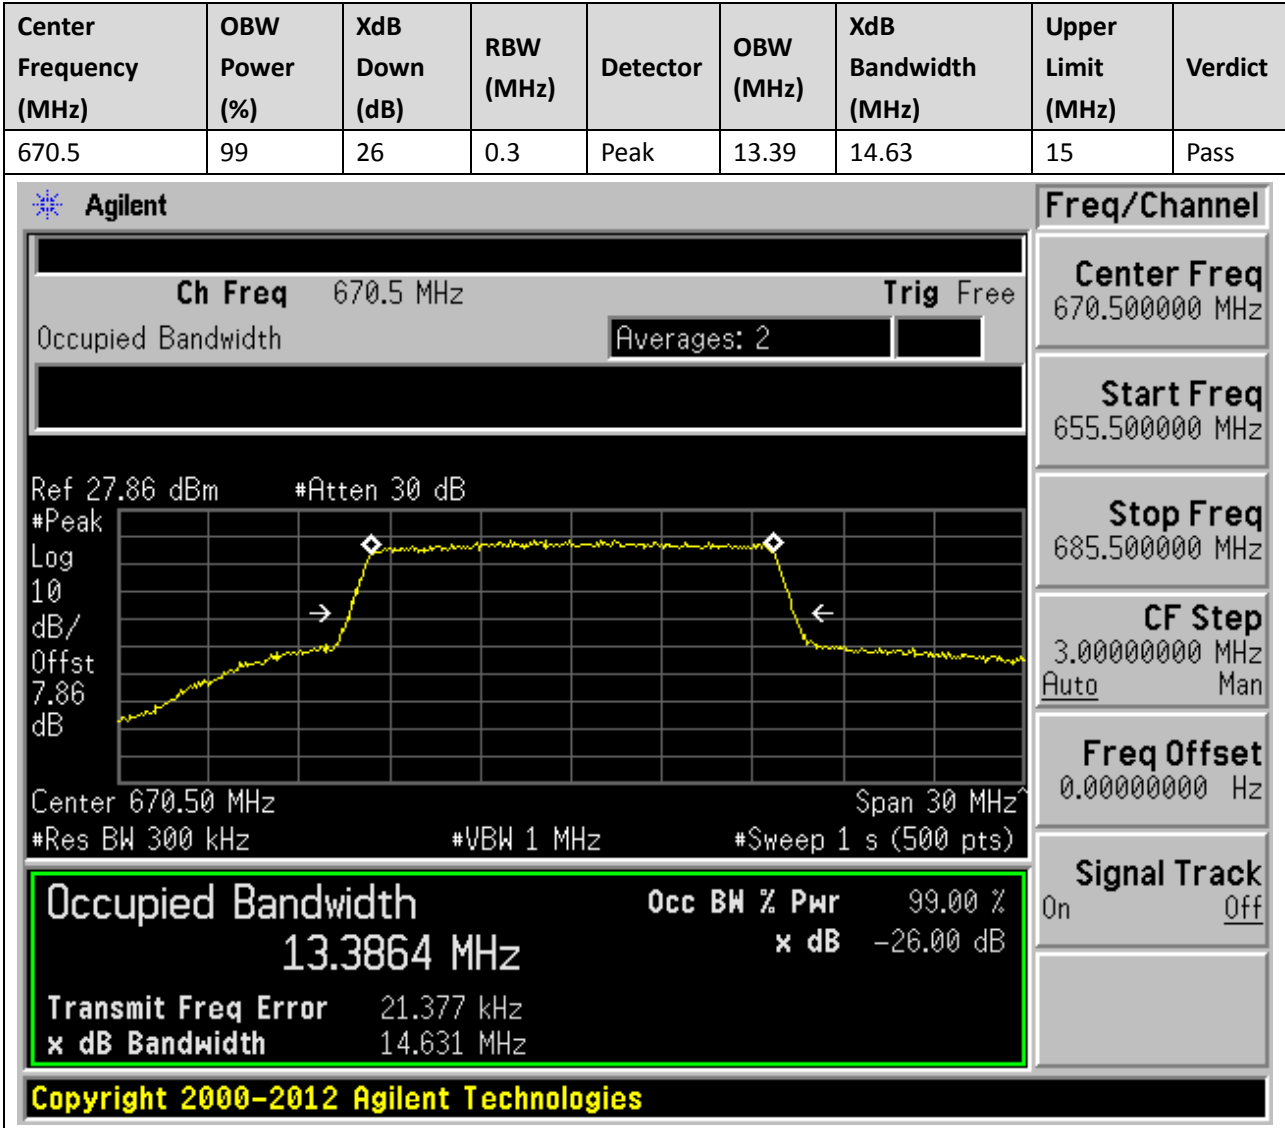 Center Frequency (MHz) OBW Power (%) XdB Down (dB) RBW (MHz) Detector OBW (MHz) XdB Bandwidth (MHz) Upper Limit (MHz) Verdict
670.5 99 26 0.3 Peak 13.39 14.63 15 Pass
Agilent
Ch Freq 670.5 MHz Trig Free
Occupied Bandwidth Averages: 2
Ref 27.86 dBm #Atten 30 dB
#Peak
Log
10
dB/
Offst
7.86
dB
Center 670.50 MHz Span 30 MHz^
#Res BW 300 kHz #VBW 1 MHz #Sweep 1 s (500 pts)
Occupied Bandwidth Occ BW % Pwr 99.00 %
13.3864 MHz x dB -26.00 dB
Transmit Freq Error 21.377 kHz
x dB Bandwidth 14.631 MHz
Copyright 2000-2012 Agilent Technologies
Freq/Channel
Center Freq
670.500000 MHz
Start Freq
655.500000 MHz
Stop Freq
685.500000 MHz
CF Step
3.00000000 MHz
Auto Man
Freq Offset
0.00000000 Hz
Signal Track
On Off